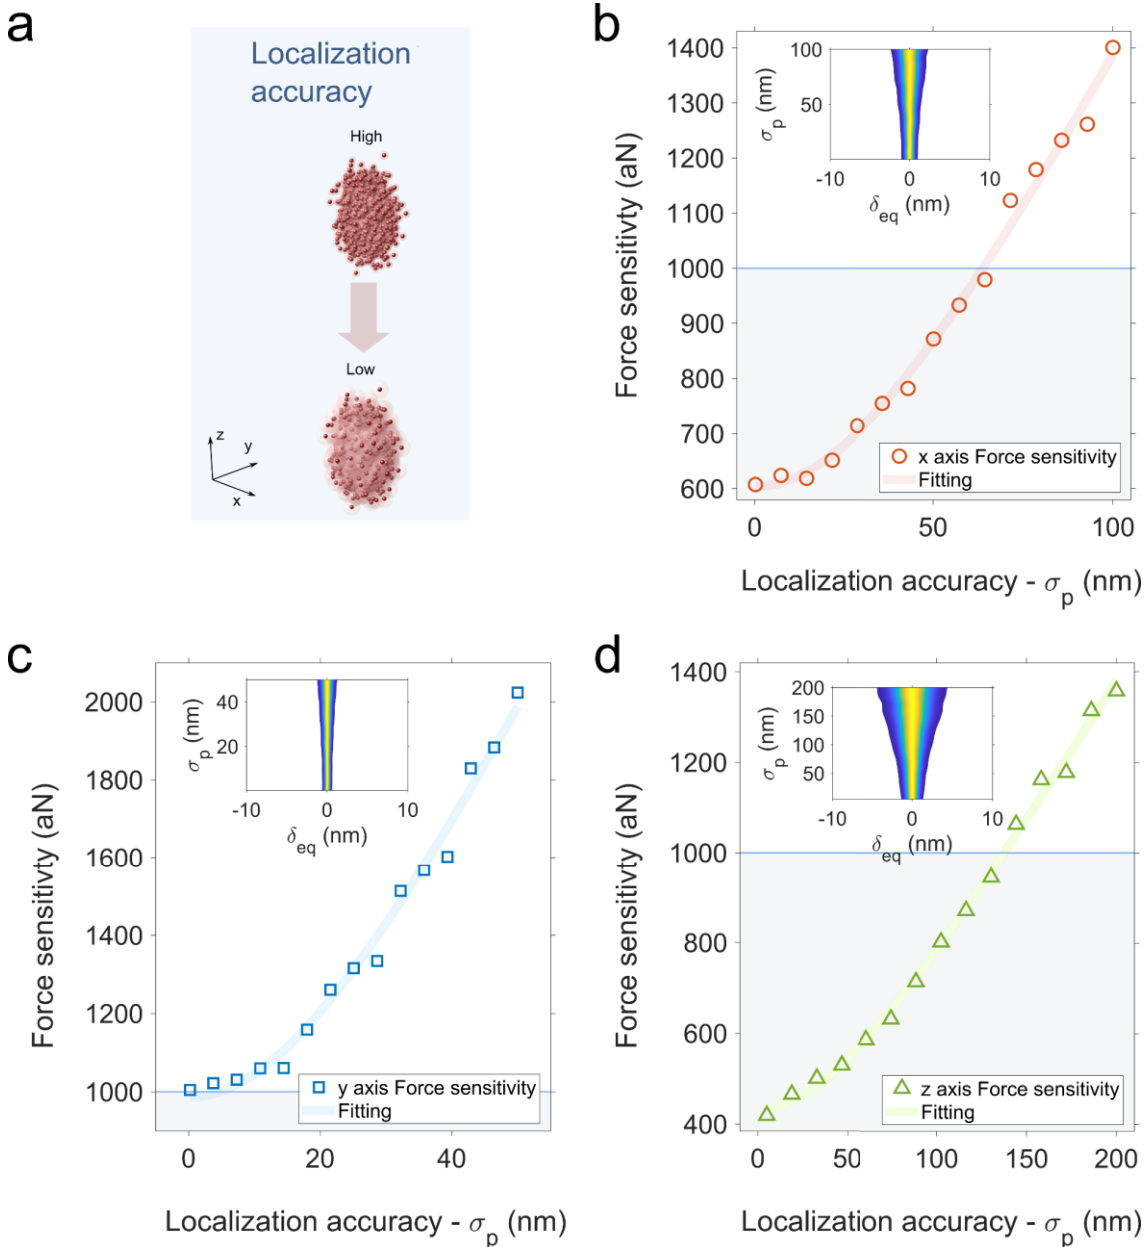 a
Localization
accuracy
High
Low
z
y
x
b
Force sensitivty (aN)
1400
1300
1200
1100
1000
900
800
700
600
0
50
100
Localization accuracy - σp (nm)
σp (nm)
100
50
-10
0
10
δeq (nm)
x axis Force sensitivity
Fitting
c
Force sensitivty (aN)
2000
1800
1600
1400
1200
1000
0
20
40
Localization accuracy - σp (nm)
σp (nm)
40
20
-10
0
10
δeq (nm)
y axis Force sensitivity
Fitting
d
Force sensitivty (aN)
1400
1200
1000
800
600
400
0
50
100
150
200
Localization accuracy - σp (nm)
σp (nm)
200
150
100
50
-10
0
10
δeq (nm)
z axis Force sensitivity
Fitting